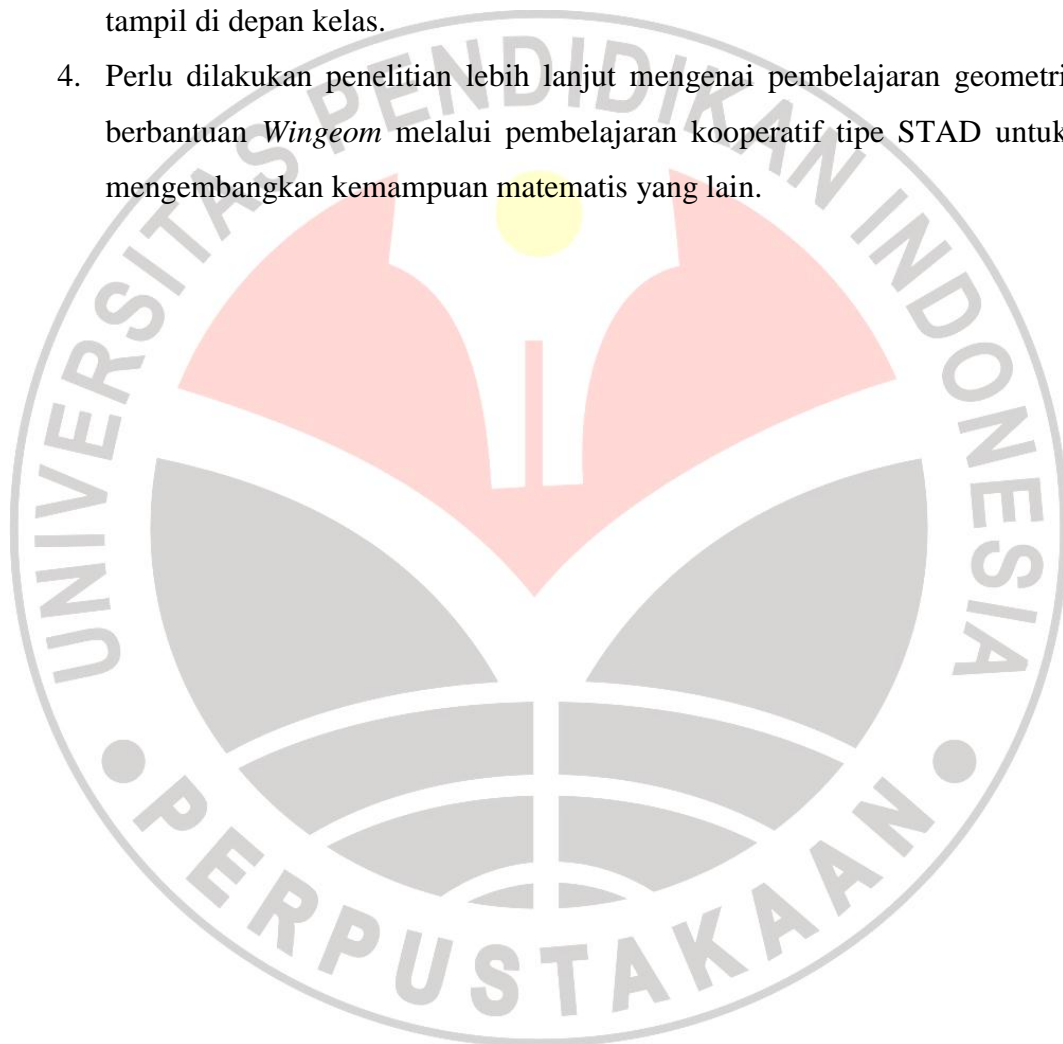 tampil di depan kelas.
4. Perlu dilakukan penelitian lebih lanjut mengenai pembelajaran geometri
berbantuan Wingeom melalui pembelajaran kooperatif tipe STAD untuk
mengembangkan kemampuan matematis yang lain.
UNIVERSITAS PENDIDIKAN INDONESIA
PERPUSTAKAAN